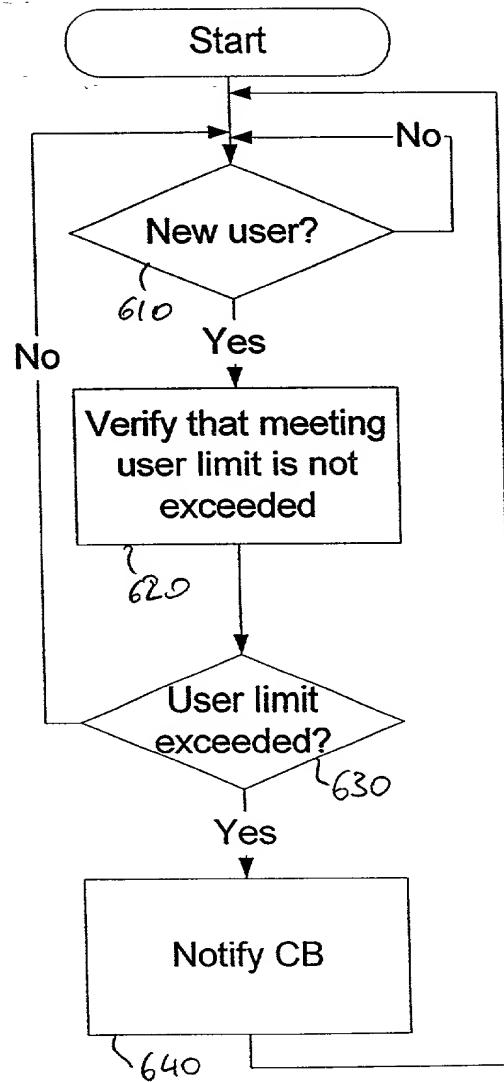 Start
No
New user?
610
Yes
No
Verify that meeting
user limit is not
exceeded
620
User limit
exceeded?
630
Yes
Notify CB
640